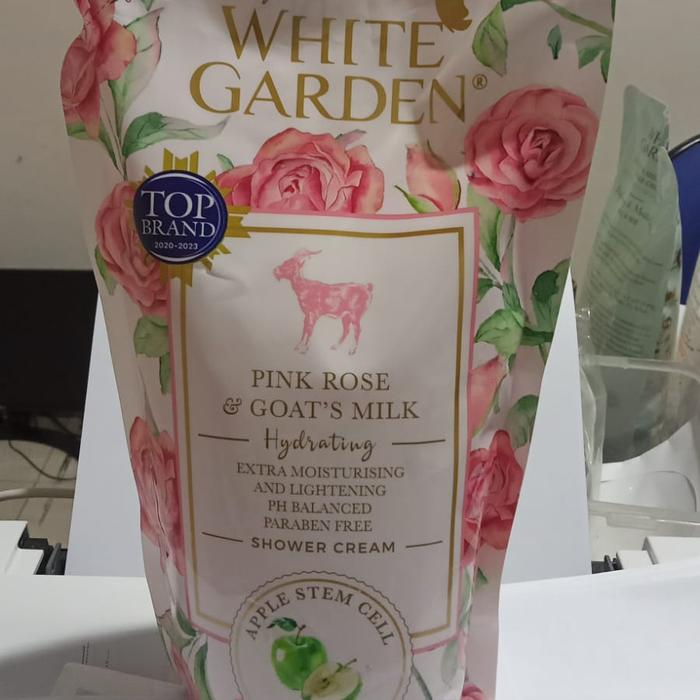 WHITE
GARDEN®
TOP
BRAND
2020-2023
PINK ROSE
& GOAT'S MILK
Hydrating
EXTRA MOISTURISING
AND LIGHTENING
PH BALANCED
PARABEN FREE
SHOWER CREAM
APPLE STEM CELL